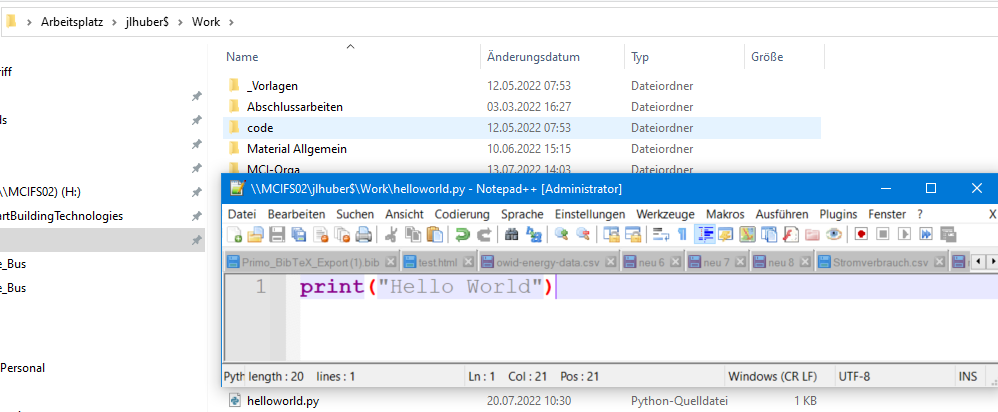 Arbeitsplatz > jlhuber$ > Work >
Name Änderungsdatum Typ Größe
riff
_Vorlagen 12.05.2022 07:53 Dateiordner
Abschlussarbeiten 03.03.2022 16:27 Dateiordner
ls
code 12.05.2022 07:53 Dateiordner
Material Allgemein 10.06.2022 15:15 Dateiordner
MCI-Orga 13.07.2022 14:03 Dateiordner
\\MCIFS02) (H:)
\\MCIFS02\jlhuber$\Work\helloworld.py - Notepad++ [Administrator]
artBuildingTechnologies
Datei Bearbeiten Suchen Ansicht Codierung Sprache Einstellungen Werkzeuge Makros Ausführen Plugins Fenster ? X
e_Bus
Primo_BibTeX_Export (1).bib test.html owid-energy-data.csv neu 6 neu 7 neu 8 Stromverbrauch.csv
e_Bus
1 print("Hello World")
Personal
Pyth length : 20 lines : 1 Ln : 1 Col : 21 Pos : 21 Windows (CR LF) UTF-8 INS
helloworld.py 20.07.2022 10:30 Python-Quelldatei 1 KB